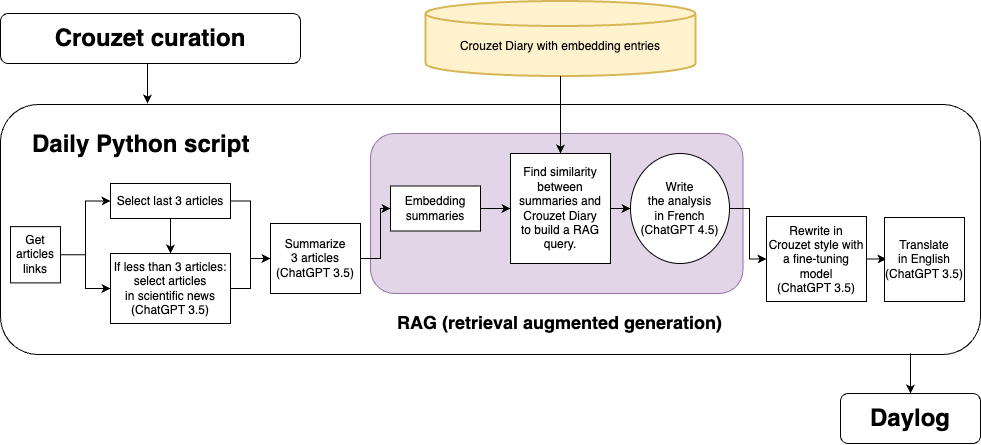 Crouzet curation
Crouzet Diary with embedding entries
Daily Python script
Get
articles
links
Select last 3 articles
If less than 3 articles:
select articles
in scientific news
(ChatGPT 3.5)
Summarize
3 articles
(ChatGPT 3.5)
Embedding
summaries
Find similarity
between
summaries and
Crouzet Diary
to build a RAG
query.
Write
the analysis
in French
(ChatGPT 4.5)
Rewrite in
Crouzet style with
a fine-tuning
model
(ChatGPT 3.5)
Translate
in English
(ChatGPT 3.5)
RAG (retrieval augmented generation)
Daylog